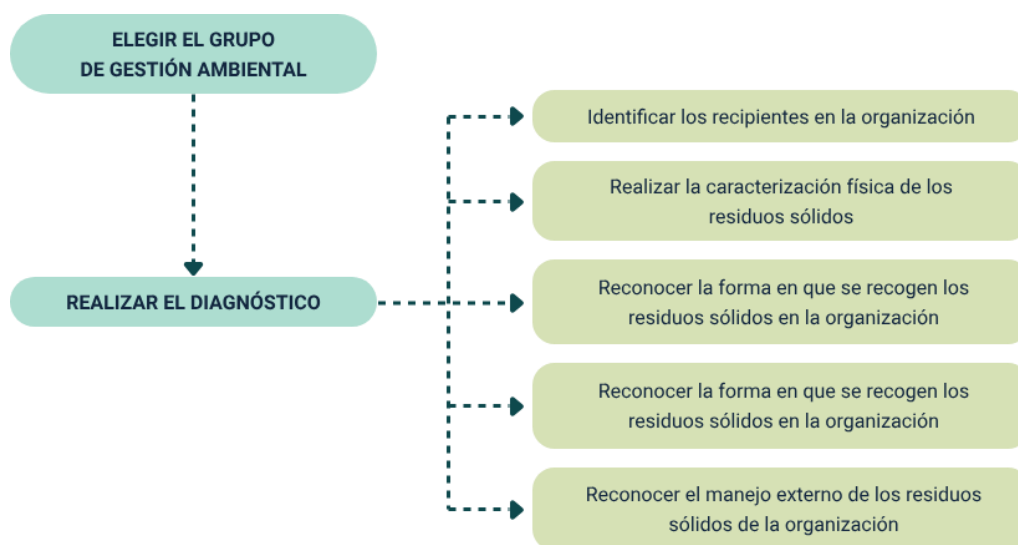 ELEGIR EL GRUPO
DE GESTIÓN AMBIENTAL
REALIZAR EL DIAGNÓSTICO
Identificar los recipientes en la organización
Realizar la caracterización física de los
residuos sólidos
Reconocer la forma en que se recogen los
residuos sólidos en la organización
Reconocer la forma en que se recogen los
residuos sólidos en la organización
Reconocer el manejo externo de los residuos
sólidos de la organización